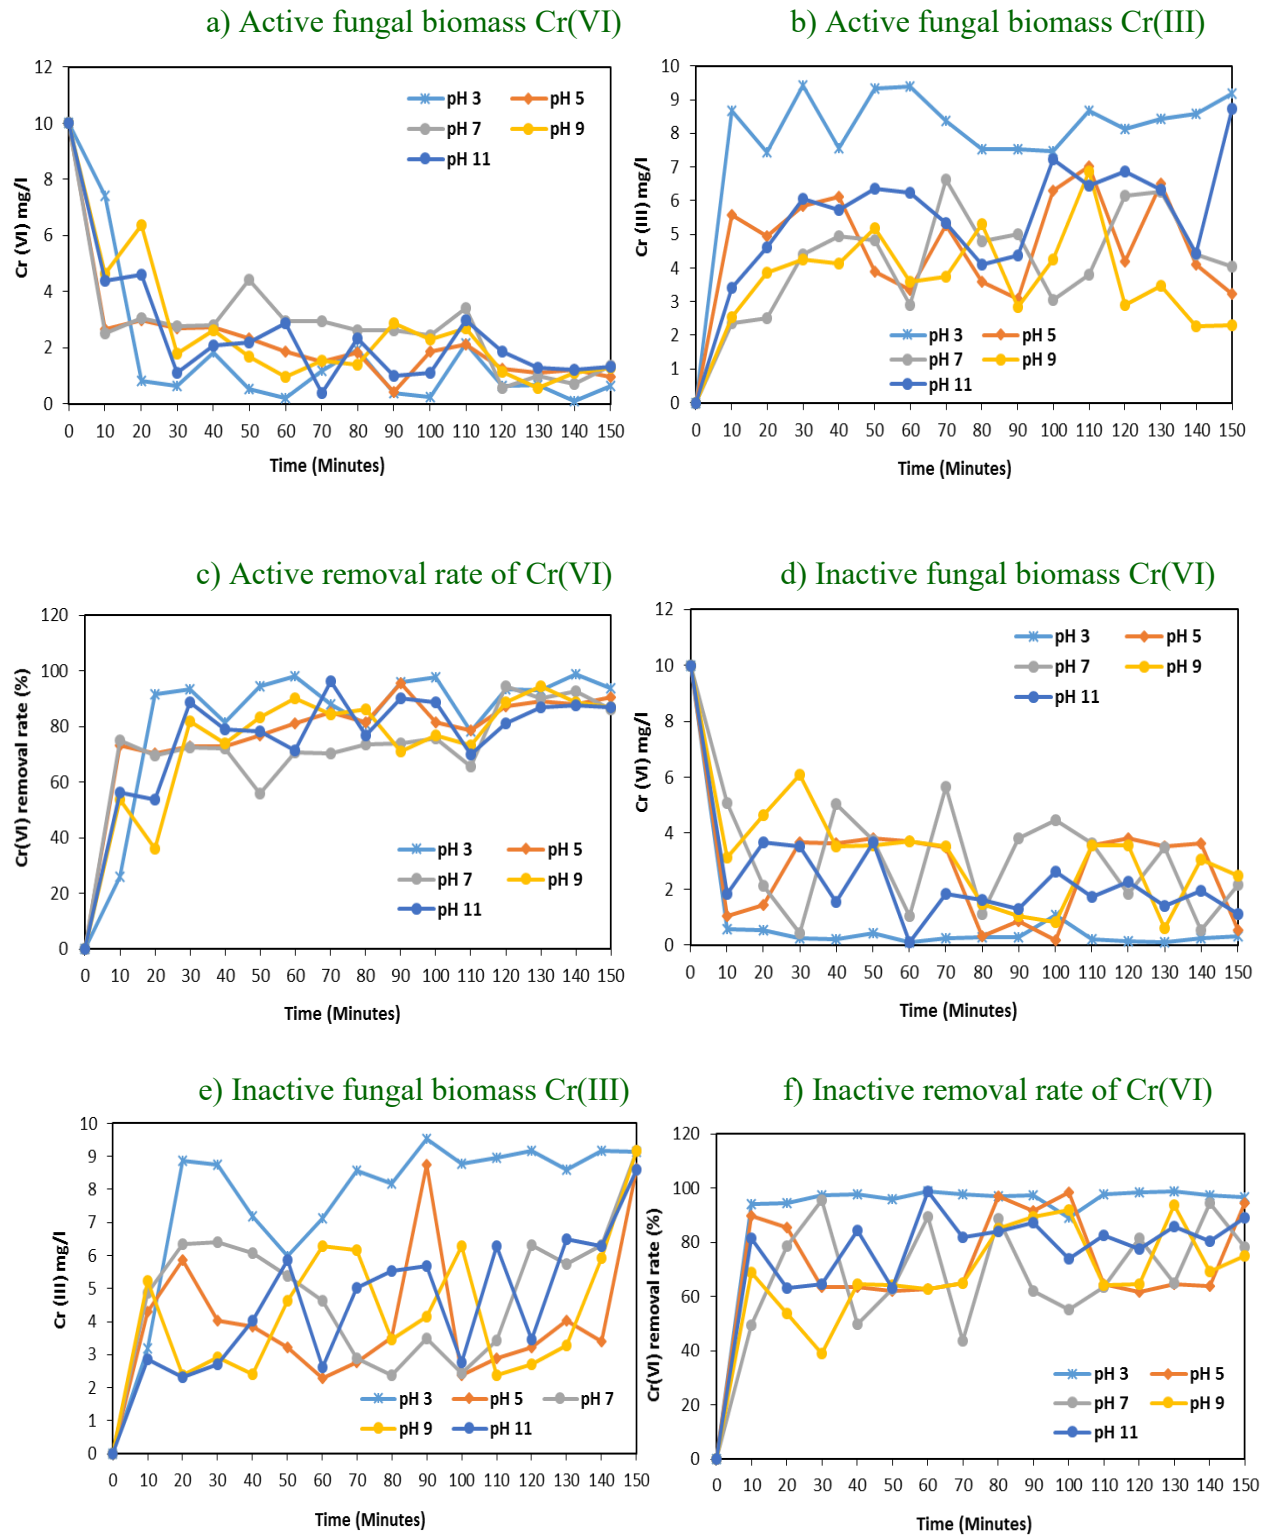 a) Active fungal biomass Cr(VI)
12
10
8
6
4
2
0
Cr (VI) mg/l
pH 3 pH 5
pH 7 pH 9
pH 11
0 10 20 30 40 50 60 70 80 90 100 110 120 130 140 150
Time (Minutes)
b) Active fungal biomass Cr(III)
10
9
8
7
6
5
4
3
2
1
0
Cr (III) mg/l
pH 3 pH 5
pH 7 pH 9
pH 11
0 10 20 30 40 50 60 70 80 90 100 110 120 130 140 150
Time (Minutes)
c) Active removal rate of Cr(VI)
120
100
80
60
40
20
0
Cr(VI) removal rate (%)
pH 3 pH 5
pH 7 pH 9
pH 11
0 10 20 30 40 50 60 70 80 90 100 110 120 130 140 150
Time (Minutes)
d) Inactive fungal biomass Cr(VI)
12
10
8
6
4
2
0
Cr (VI) mg/l
pH 3 pH 5
pH 7 pH 9
pH 11
0 10 20 30 40 50 60 70 80 90 100 110 120 130 140 150
Time (Minutes)
e) Inactive fungal biomass Cr(III)
10
9
8
7
6
5
4
3
2
1
0
Cr (III) mg/l
pH 3 pH 5 pH 7
pH 9 pH 11
0 10 20 30 40 50 60 70 80 90 100 110 120 130 140 150
Time (Minutes)
f) Inactive removal rate of Cr(VI)
120
100
80
60
40
20
0
Cr(VI) removal rate (%)
pH 3 pH 5
pH 7 pH 9
pH 11
0 10 20 30 40 50 60 70 80 90 100 110 120 130 140 150
Time (Minutes)